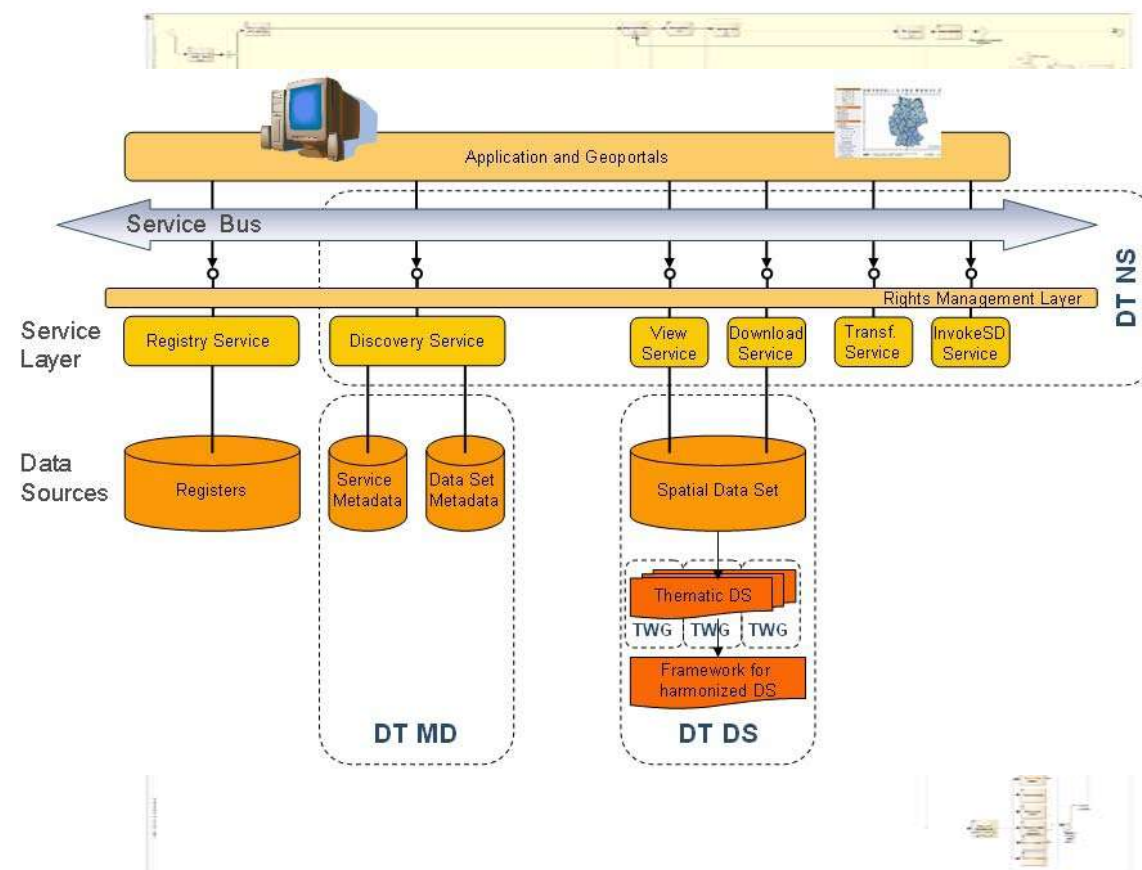 Application and Geoportals
Service Bus
DT NS
Rights Management Layer
Service
Layer
Registry Service
Discovery Service
View
Service
Download
Service
Transf.
Service
InvokeSD
Service
Data
Sources
Registers
Service
Metadata
Data Set
Metadata
Spatial Data Set
Thematic DS
TWG
TWG
TWG
Framework for
harmonized DS
DT MD
DT DS